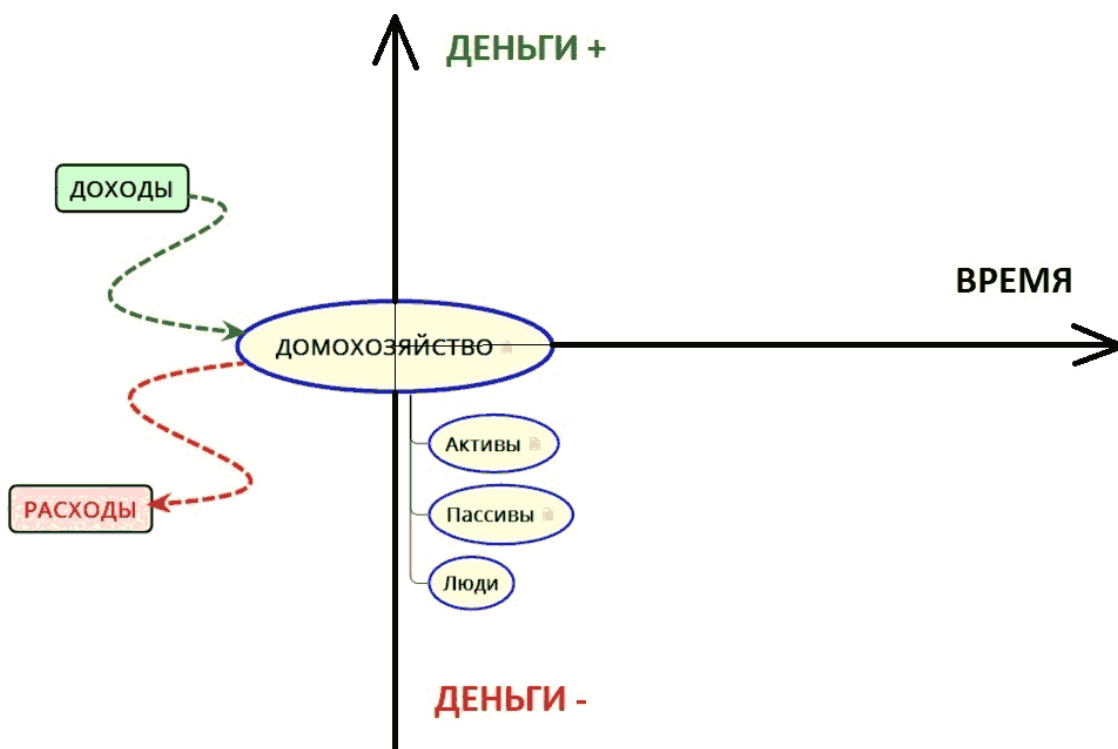 ДЕНЬГИ +
ДОХОДЫ
ВРЕМЯ
ДОМОХОЗЯЙСТВО
Активы
Пассивы
РАСХОДЫ
Люди
ДЕНЬГИ -